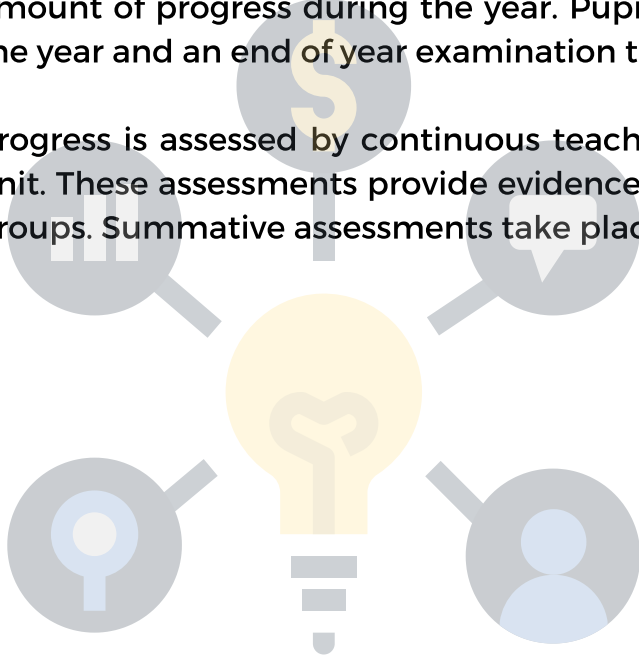 mount of progress during the year. Pup
he year and an end of year examination t
rogress is assessed by continuous teach
nit. These assessments provide evidence
roups. Summative assessments take plac